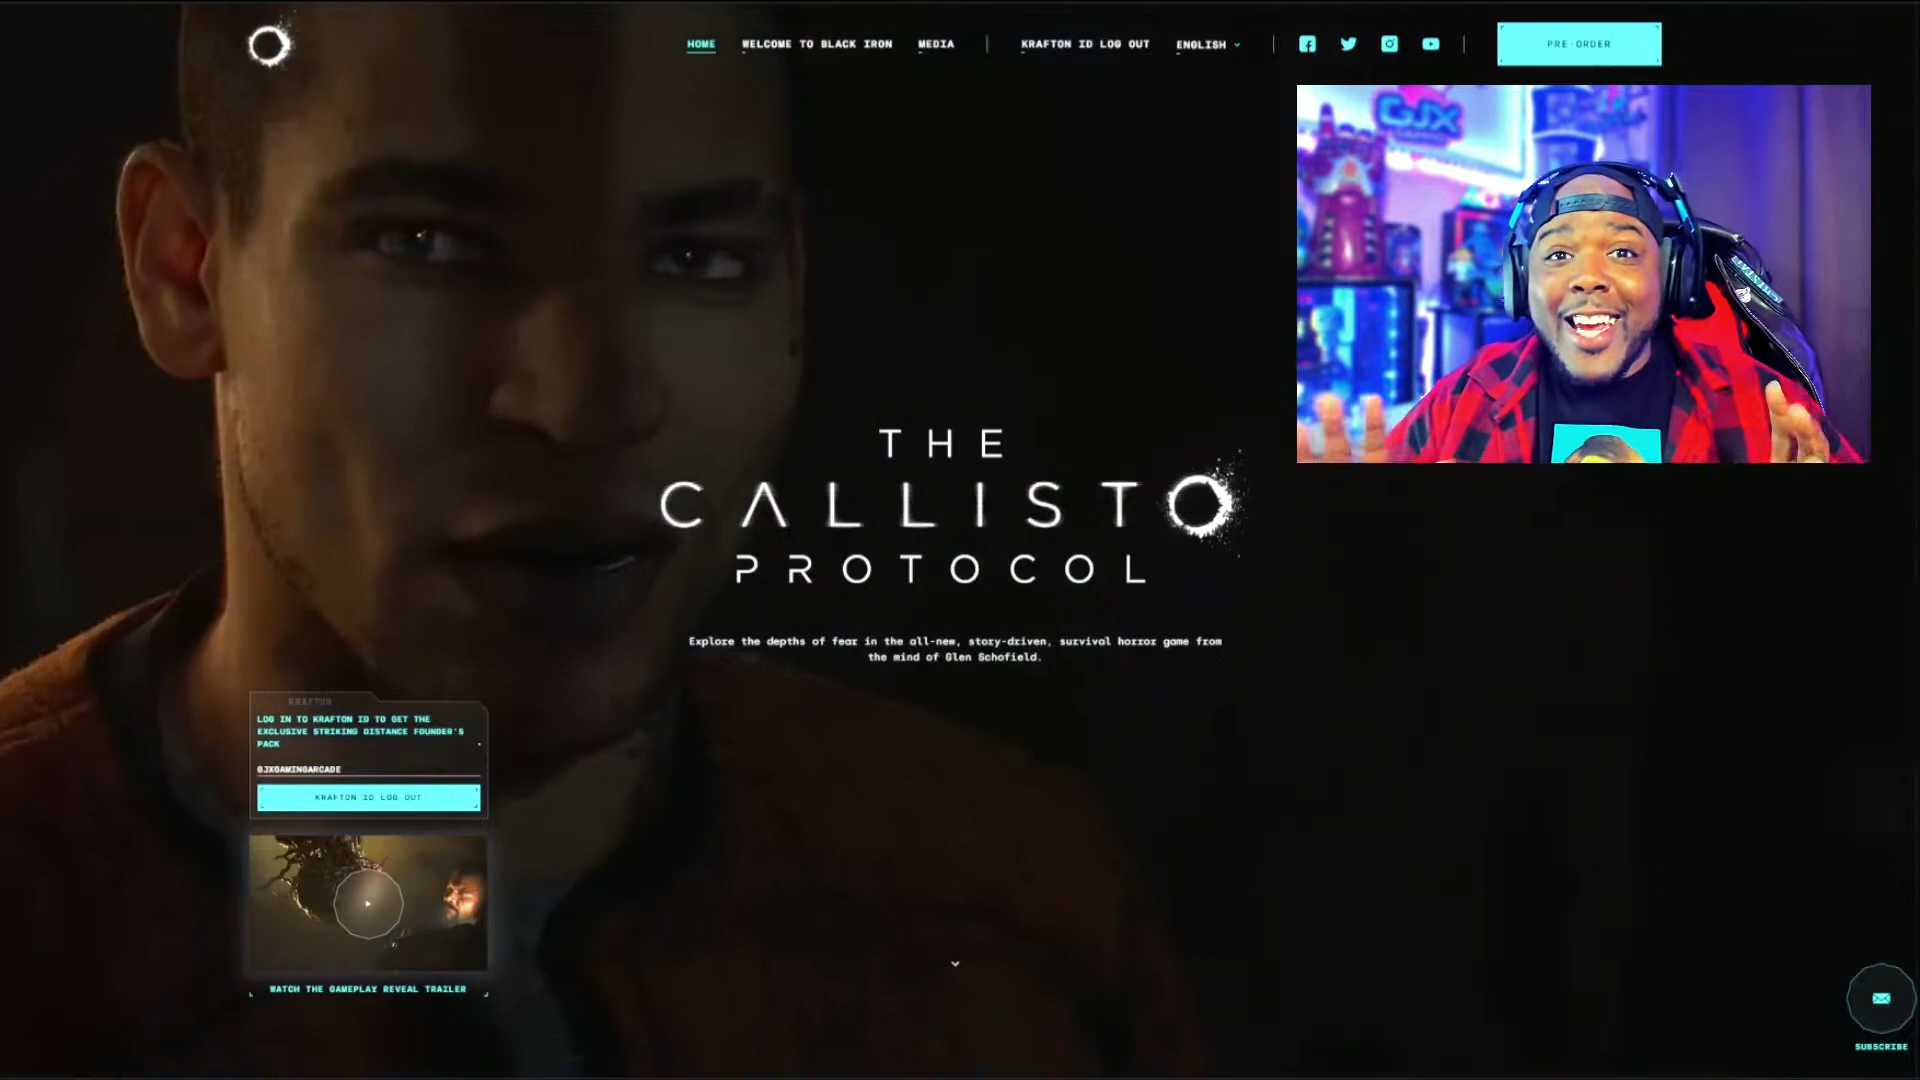 HOME
WELCOME TO BLACK IRON
MEDIA
KRAFTON ID LOG OUT
ENGLISH
PRE-ORDER
GJX
THE
CALLISTO
PROTOCOL
Explore the depths of fear in the all-new, story-driven, survival horror game from
the mind of Glen Schofield.
KRAFTON
LOG IN TO KRAFTON ID TO GET THE
EXCLUSIVE STRIKING DISTANCE FOUNDER'S
PACK
GJXGAMINGARCADE
KRAFTON ID LOG OUT
WATCH THE GAMEPLAY REVEAL TRAILER
SUBSCRIBE